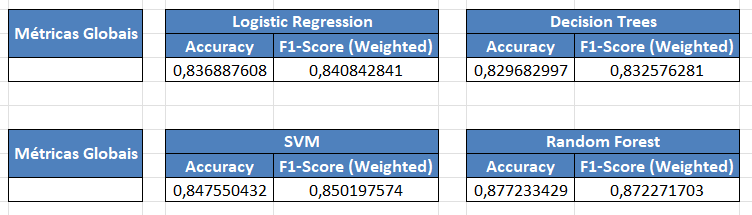 Métricas Globais
Logistic Regression
Decision Trees
Accuracy F1-Score (Weighted)
Accuracy F1-Score (Weighted)
0,836887608 0,840842841
0,829682997 0,832576281
Métricas Globais
SVM
Random Forest
Accuracy F1-Score (Weighted)
Accuracy F1-Score (Weighted)
0,847550432 0,850197574
0,877233429 0,872271703